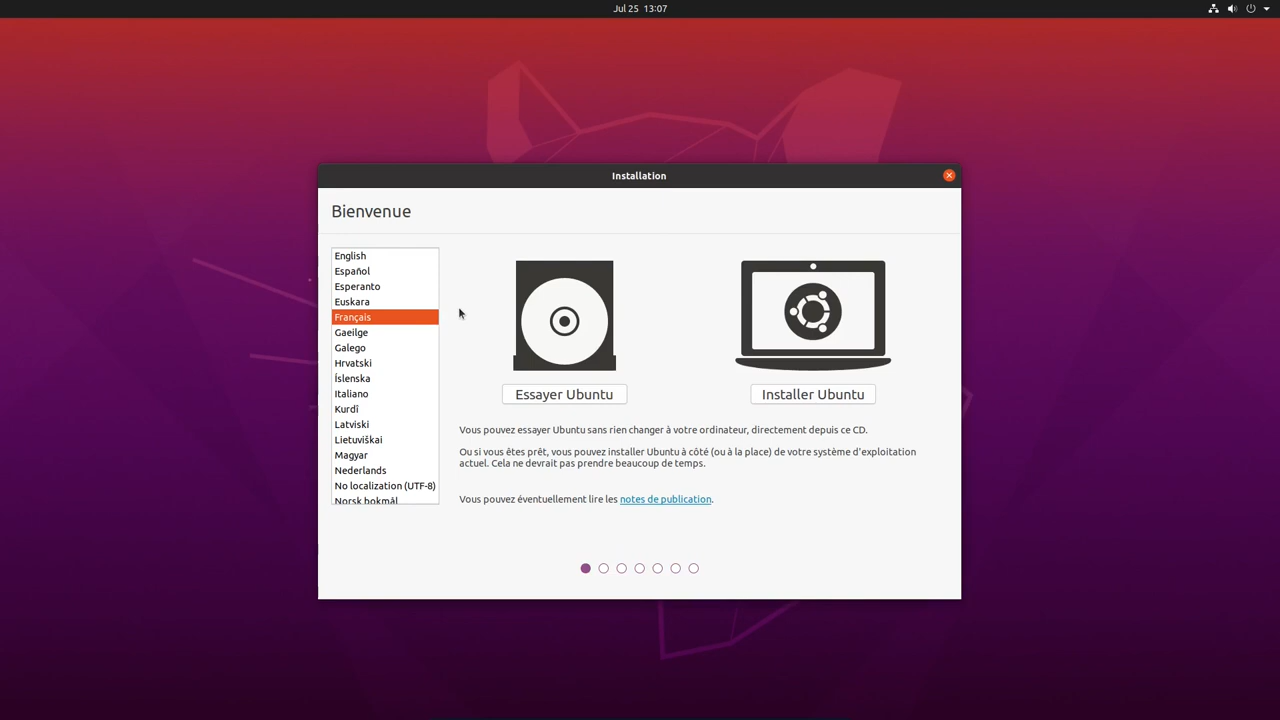 Jul 25 13:07
Installation
Bienvenue
English
Español
Esperanto
Euskara
Français
Gaeilge
Galego
Hrvatski
Íslenska
Italiano
Kurdî
Latviski
Lietuviškai
Magyar
Nederlands
No localization (UTF-8)
Norsk bokmål
Essayer Ubuntu
Installer Ubuntu
Vous pouvez essayer Ubuntu sans rien changer à votre ordinateur, directement depuis ce CD.
Ou si vous êtes prêt, vous pouvez installer Ubuntu à côté (ou à la place) de votre système d'exploitation
actuel. Cela ne devrait pas prendre beaucoup de temps.
Vous pouvez éventuellement lire les notes de publication.